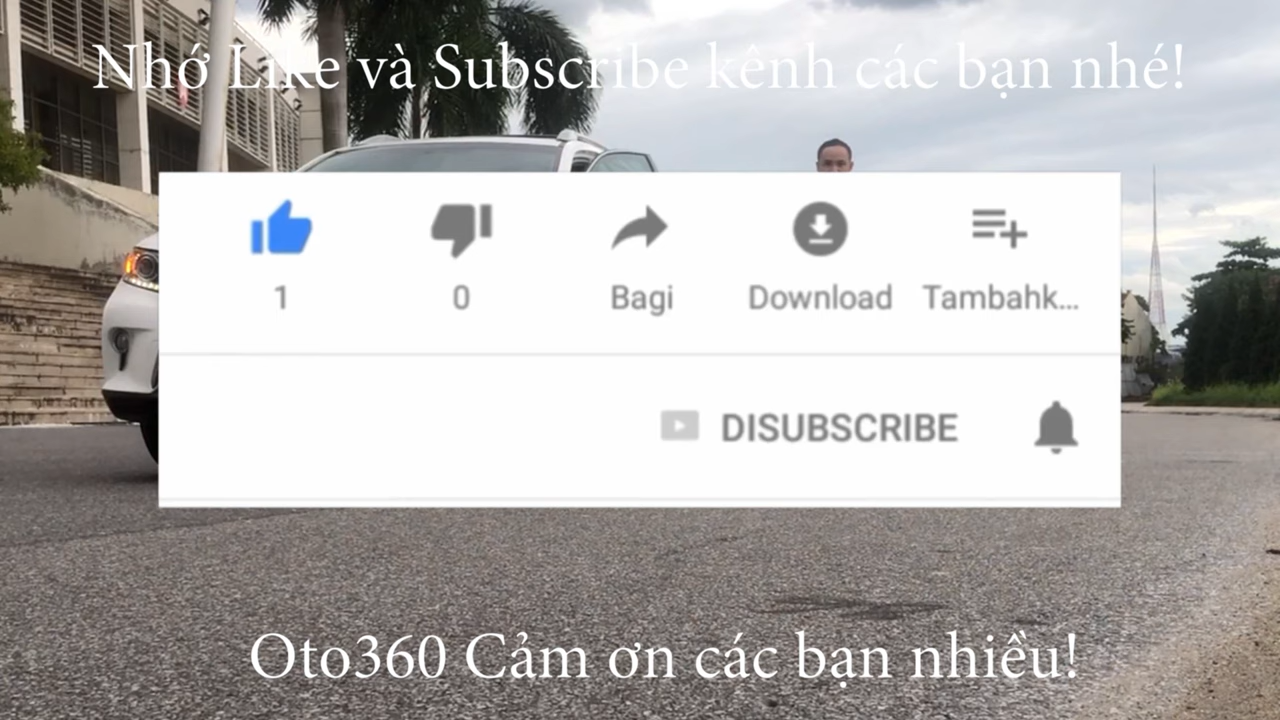 Nhớ Like và Subscribe kênh các bạn nhé!
1 0 Bagi Download Tambahk...
DISUBSCRIBE
Oto360 Cảm ơn các bạn nhiều!